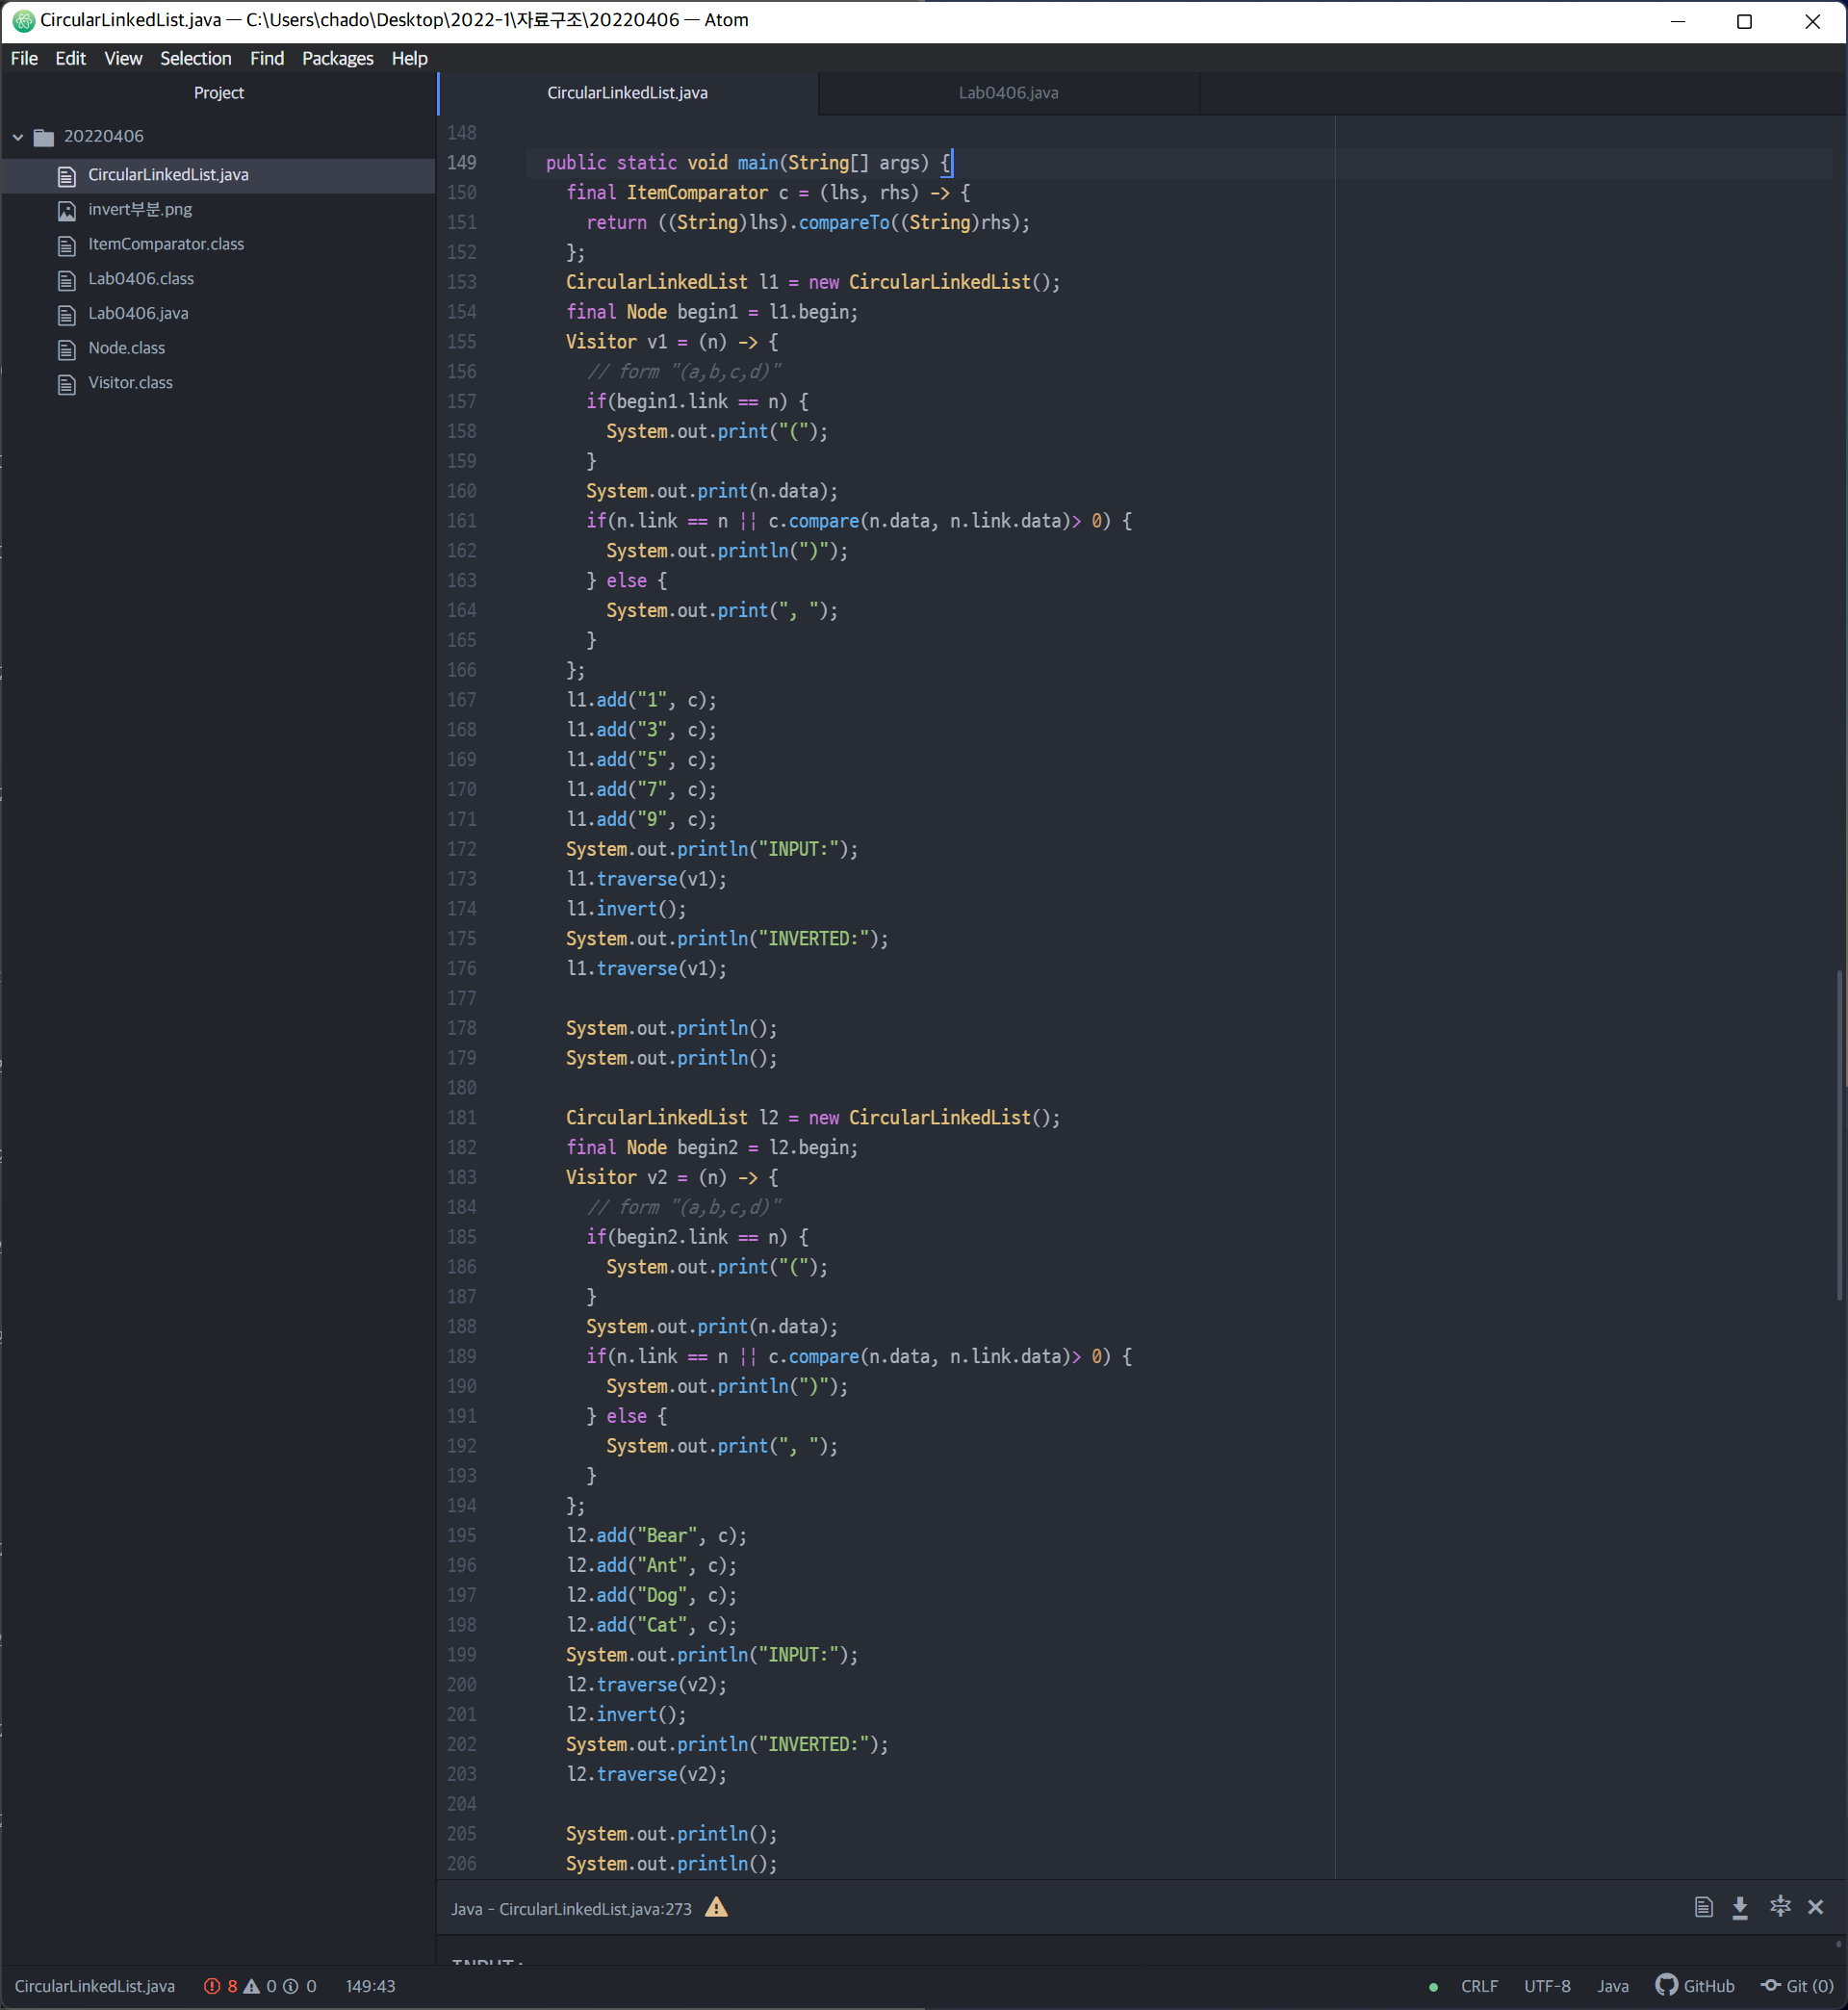 CircularLinkedList.java — C:\Users\chado\Desktop\2022-1\자료구조\20220406 — Atom
File Edit View Selection Find Packages Help
Project
CircularLinkedList.java
Lab0406.java
20220406
CircularLinkedList.java
invert부분.png
ItemComparator.class
Lab0406.class
Lab0406.java
Node.class
Visitor.class
148
149 public static void main(String[] args) {
150 final ItemComparator c = (lhs, rhs) -> {
151 return ((String)lhs).compareTo((String)rhs);
152 };
153 CircularLinkedList l1 = new CircularLinkedList();
154 final Node begin1 = l1.begin;
155 Visitor v1 = (n) -> {
156 // form "(a,b,c,d)"
157 if(begin1.link == n) {
158 System.out.print("(");
159 }
160 System.out.print(n.data);
161 if(n.link == n || c.compare(n.data, n.link.data)> 0) {
162 System.out.println(")");
163 } else {
164 System.out.print(", ");
165 }
166 };
167 l1.add("1", c);
168 l1.add("3", c);
169 l1.add("5", c);
170 l1.add("7", c);
171 l1.add("9", c);
172 System.out.println("INPUT:");
173 l1.traverse(v1);
174 l1.invert();
175 System.out.println("INVERTED:");
176 l1.traverse(v1);
177
178 System.out.println();
179 System.out.println();
180
181 CircularLinkedList l2 = new CircularLinkedList();
182 final Node begin2 = l2.begin;
183 Visitor v2 = (n) -> {
184 // form "(a,b,c,d)"
185 if(begin2.link == n) {
186 System.out.print("(");
187 }
188 System.out.print(n.data);
189 if(n.link == n || c.compare(n.data, n.link.data)> 0) {
190 System.out.println(")");
191 } else {
192 System.out.print(", ");
193 }
194 };
195 l2.add("Bear", c);
196 l2.add("Ant", c);
197 l2.add("Dog", c);
198 l2.add("Cat", c);
199 System.out.println("INPUT:");
200 l2.traverse(v2);
201 l2.invert();
202 System.out.println("INVERTED:");
203 l2.traverse(v2);
204
205 System.out.println();
206 System.out.println();
Java - CircularLinkedList.java:273
INPUT:
CircularLinkedList.java 8 0 0 149:43 CRLF UTF-8 Java GitHub Git (0)